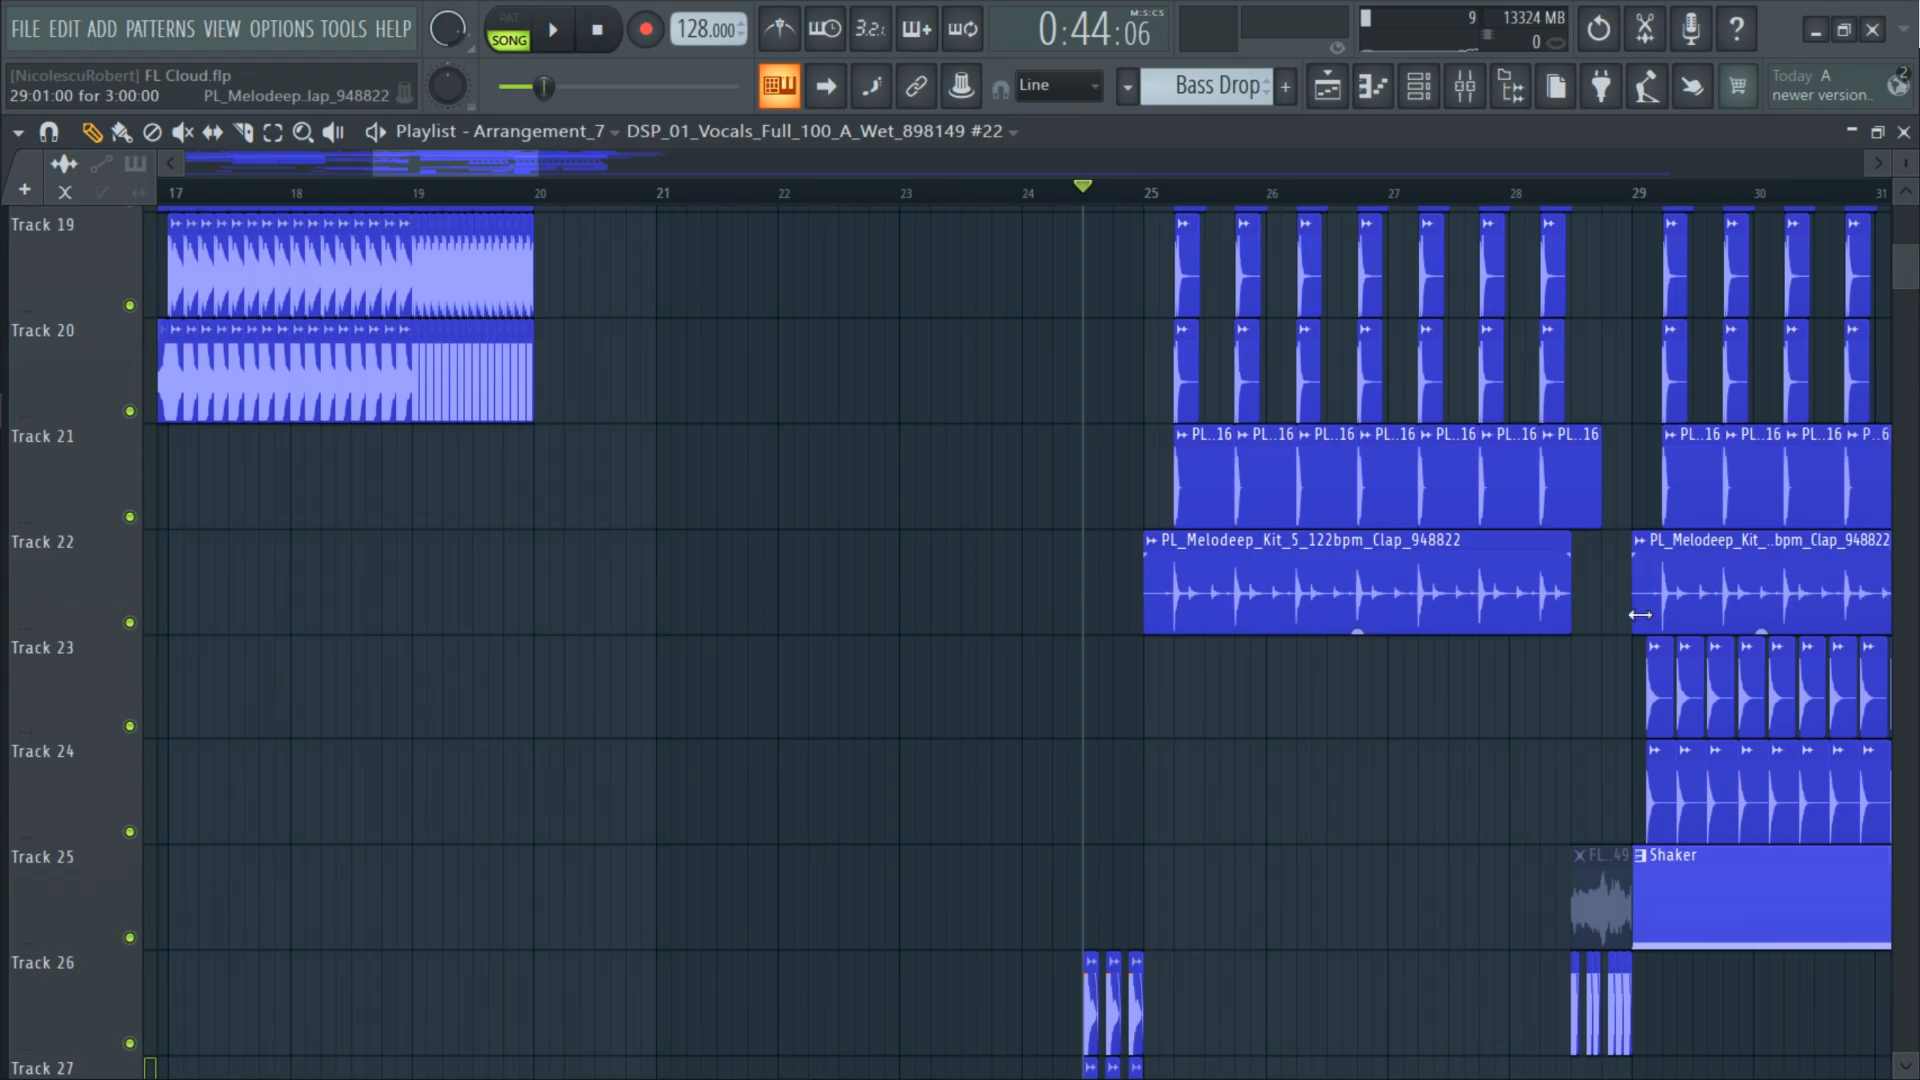 FILE EDIT ADD PATTERNS VIEW OPTIONS TOOLS HELP
PAT
SONG
128.000
3.2.
0:44:06
M:S:CS
9
13324 MB
0
?
[NicolescuRobert] FL Cloud.flp
29:01:00 for 3:00:00
PL_Melodeep..lap_948822
Line
Bass Drop
+
Today A
newer version..
2
Playlist - Arrangement_7
DSP_01_Vocals_Full_100_A_Wet_898149 #22
17 18 19 20 21 22 23 24 25 26 27 28 29 30 31
Track 19
Track 20
Track 21
PL..16 PL..16 PL..16 PL..16 PL..16 PL..16 PL..16
PL..16 PL..16 PL..16 P..6
Track 22
PL_Melodeep_Kit_5_122bpm_Clap_948822
PL_Melodeep_Kit_..bpm_Clap_948822
Track 23
Track 24
Track 25
FL..49
Shaker
Track 26
Track 27